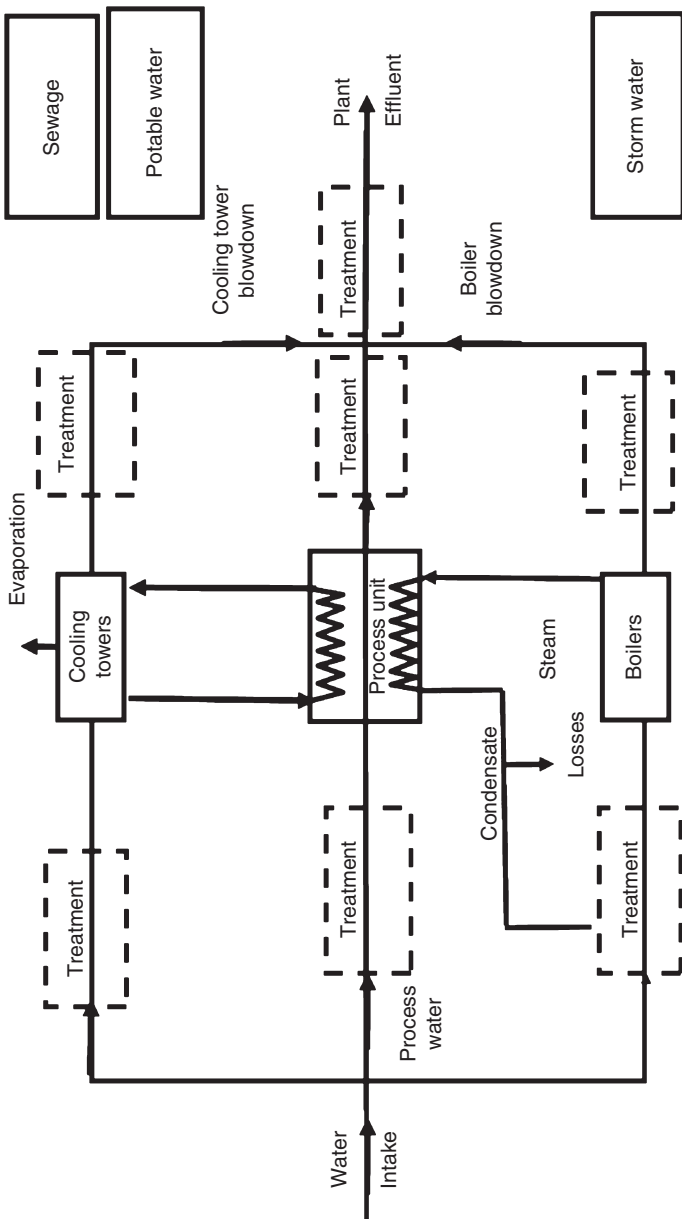 Sewage
Potable water
Storm water
Plant
Effluent
Cooling tower
blowdown
Boiler
blowdown
Treatment
Treatment
Treatment
Treatment
Evaporation
Cooling
towers
Process unit
Steam
Boilers
Condensate
Losses
Treatment
Treatment
Treatment
Process
water
Water
Intake